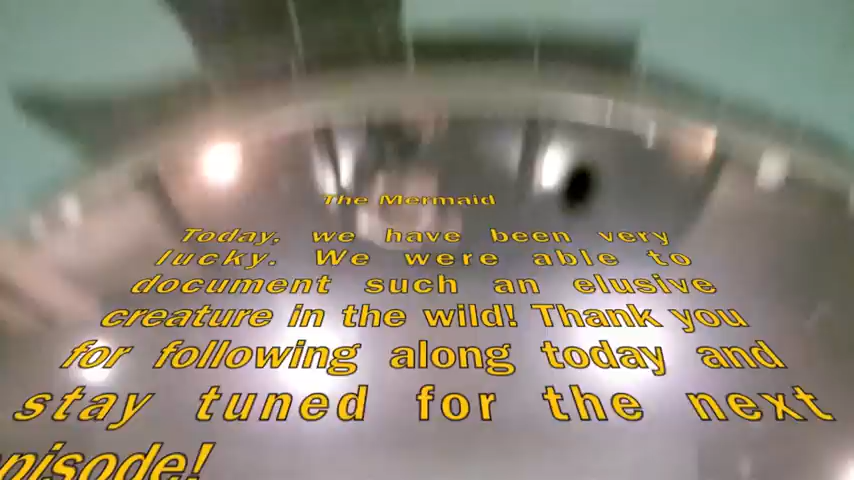 The Mermaid
Today, we have been very
lucky. We were able to
document such an elusive
creature in the wild! Thank you
for following along today and
stay tuned for the next
pisode!